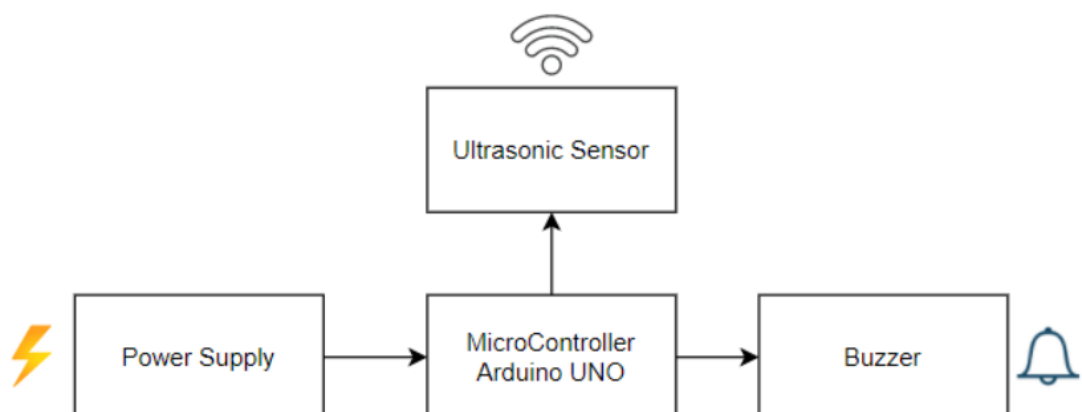 Ultrasonic Sensor
Power Supply
MicroController
Arduino UNO
Buzzer